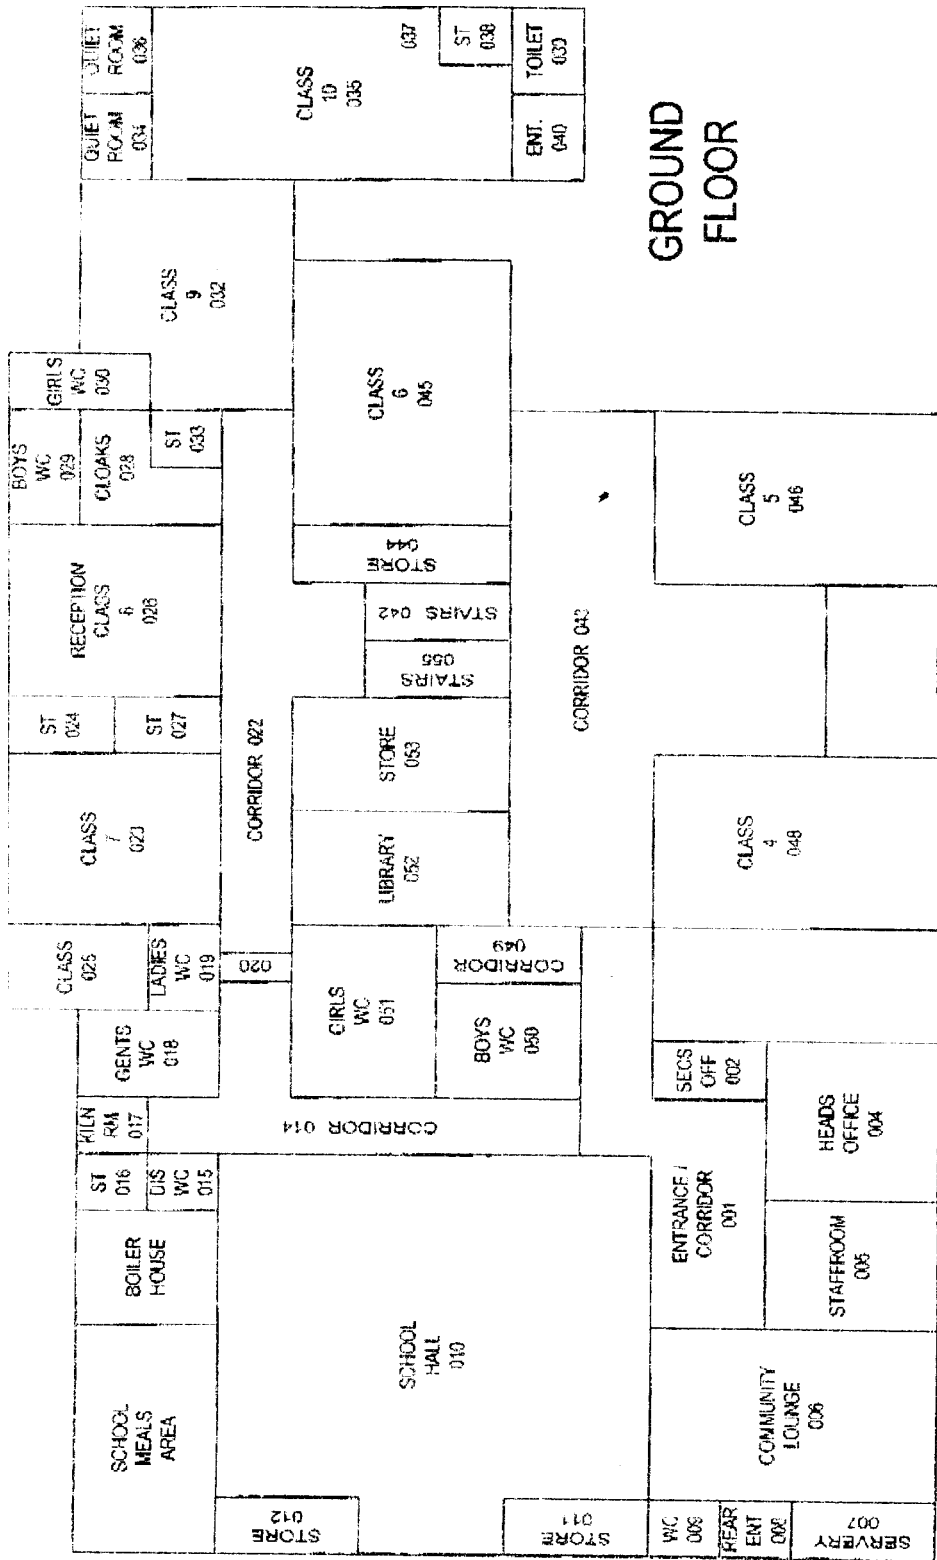 QUIET
ROOM
036
QUIET
ROOM
034
CLASS
10
035
037
ST
038
TOILET
039
ENT.
040
GROUND
FLOOR
CLASS
9
032
GIRLS
WC
030
BOYS
WC
029
CLOAKS
028
ST
033
CLASS
6
045
STORE
044
STAIRS 042
STAIRS
055
CORRIDOR 043
CLASS
5
046
RECEPTION
CLASS
026
ST
024
ST
027
CORRIDOR 022
STORE
053
LIBRARY
052
CLASS
7
023
CLASS
4
048
CLASS
025
LADIES
WC
019
020
GENTS
WC
018
GIRLS
WC
051
CORRIDOR
049
BOYS
WC
050
KILN
RM
017
CORRIDOR 014
SECS
OFF
002
ST
016
DIS
WC
015
BOILER
HOUSE
ENTRANCE /
CORRIDOR
001
HEADS
OFFICE
004
STAFFROOM
005
SCHOOL
MEALS
AREA
SCHOOL
HALL
010
COMMUNITY
LOUNGE
006
STORE
012
STORE
011
WC
009
REAR
ENT
008
SERVERY
007